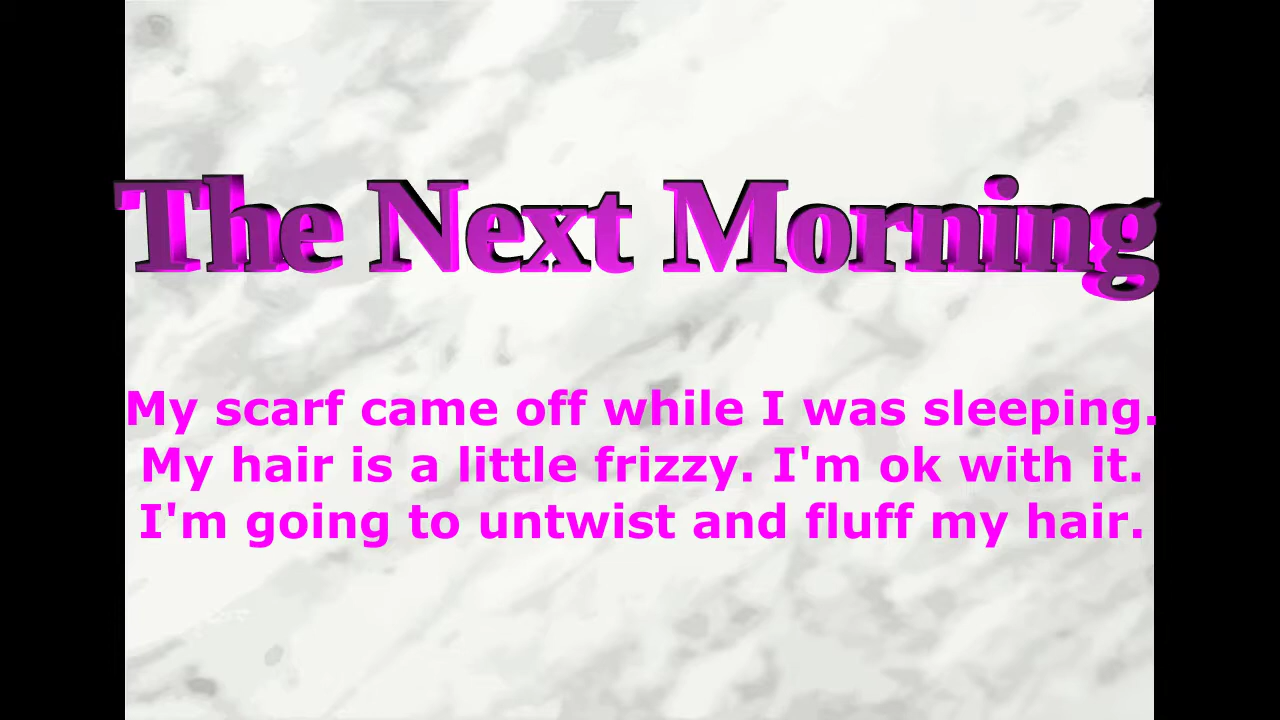 The Next Morning
My scarf came off while I was sleeping.
My hair is a little frizzy. I'm ok with it.
I'm going to untwist and fluff my hair.